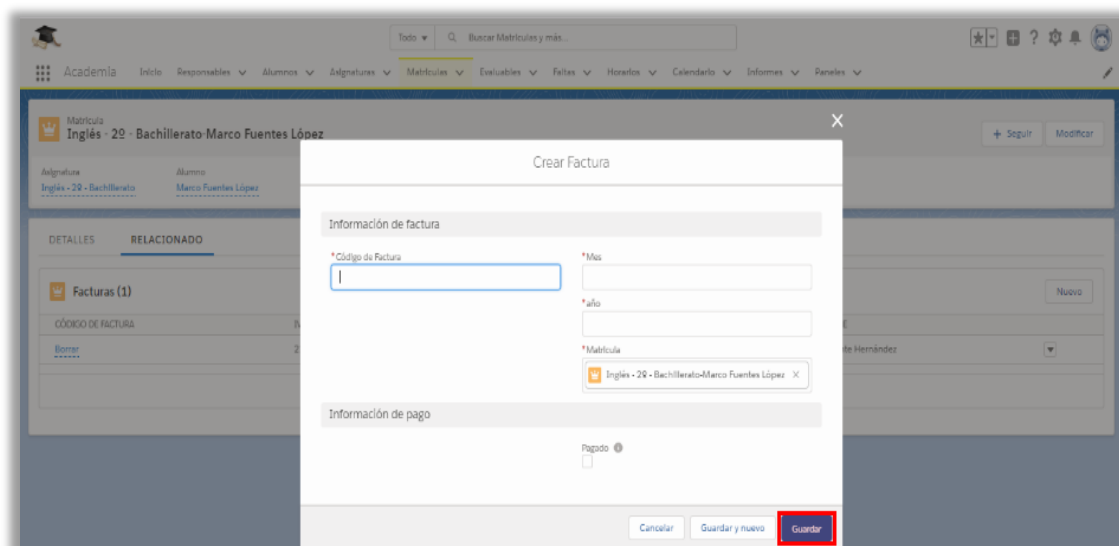 Todo Buscar Matrículas y más...
Academia Inicio Responsables Alumnos Asignaturas Matrículas Evaluables Faltas Horarios Calendario Informes Paneles
Matrícula
Inglés - 2º - Bachillerato-Marco Fuentes López
+ Seguir Modificar
Asignatura Alumno
Inglés - 2º - Bachillerato Marco Fuentes López
Crear Factura
Información de factura
DETALLES RELACIONADO
*Código de Factura *Mes
Facturas (1) Nuevo
*año
CÓDIGO DE FACTURA
Borrar 2 Hernández
*Matrícula
Inglés - 2º - Bachillerato-Marco Fuentes López
Información de pago
Pagado
Cancelar Guardar y nuevo Guardar